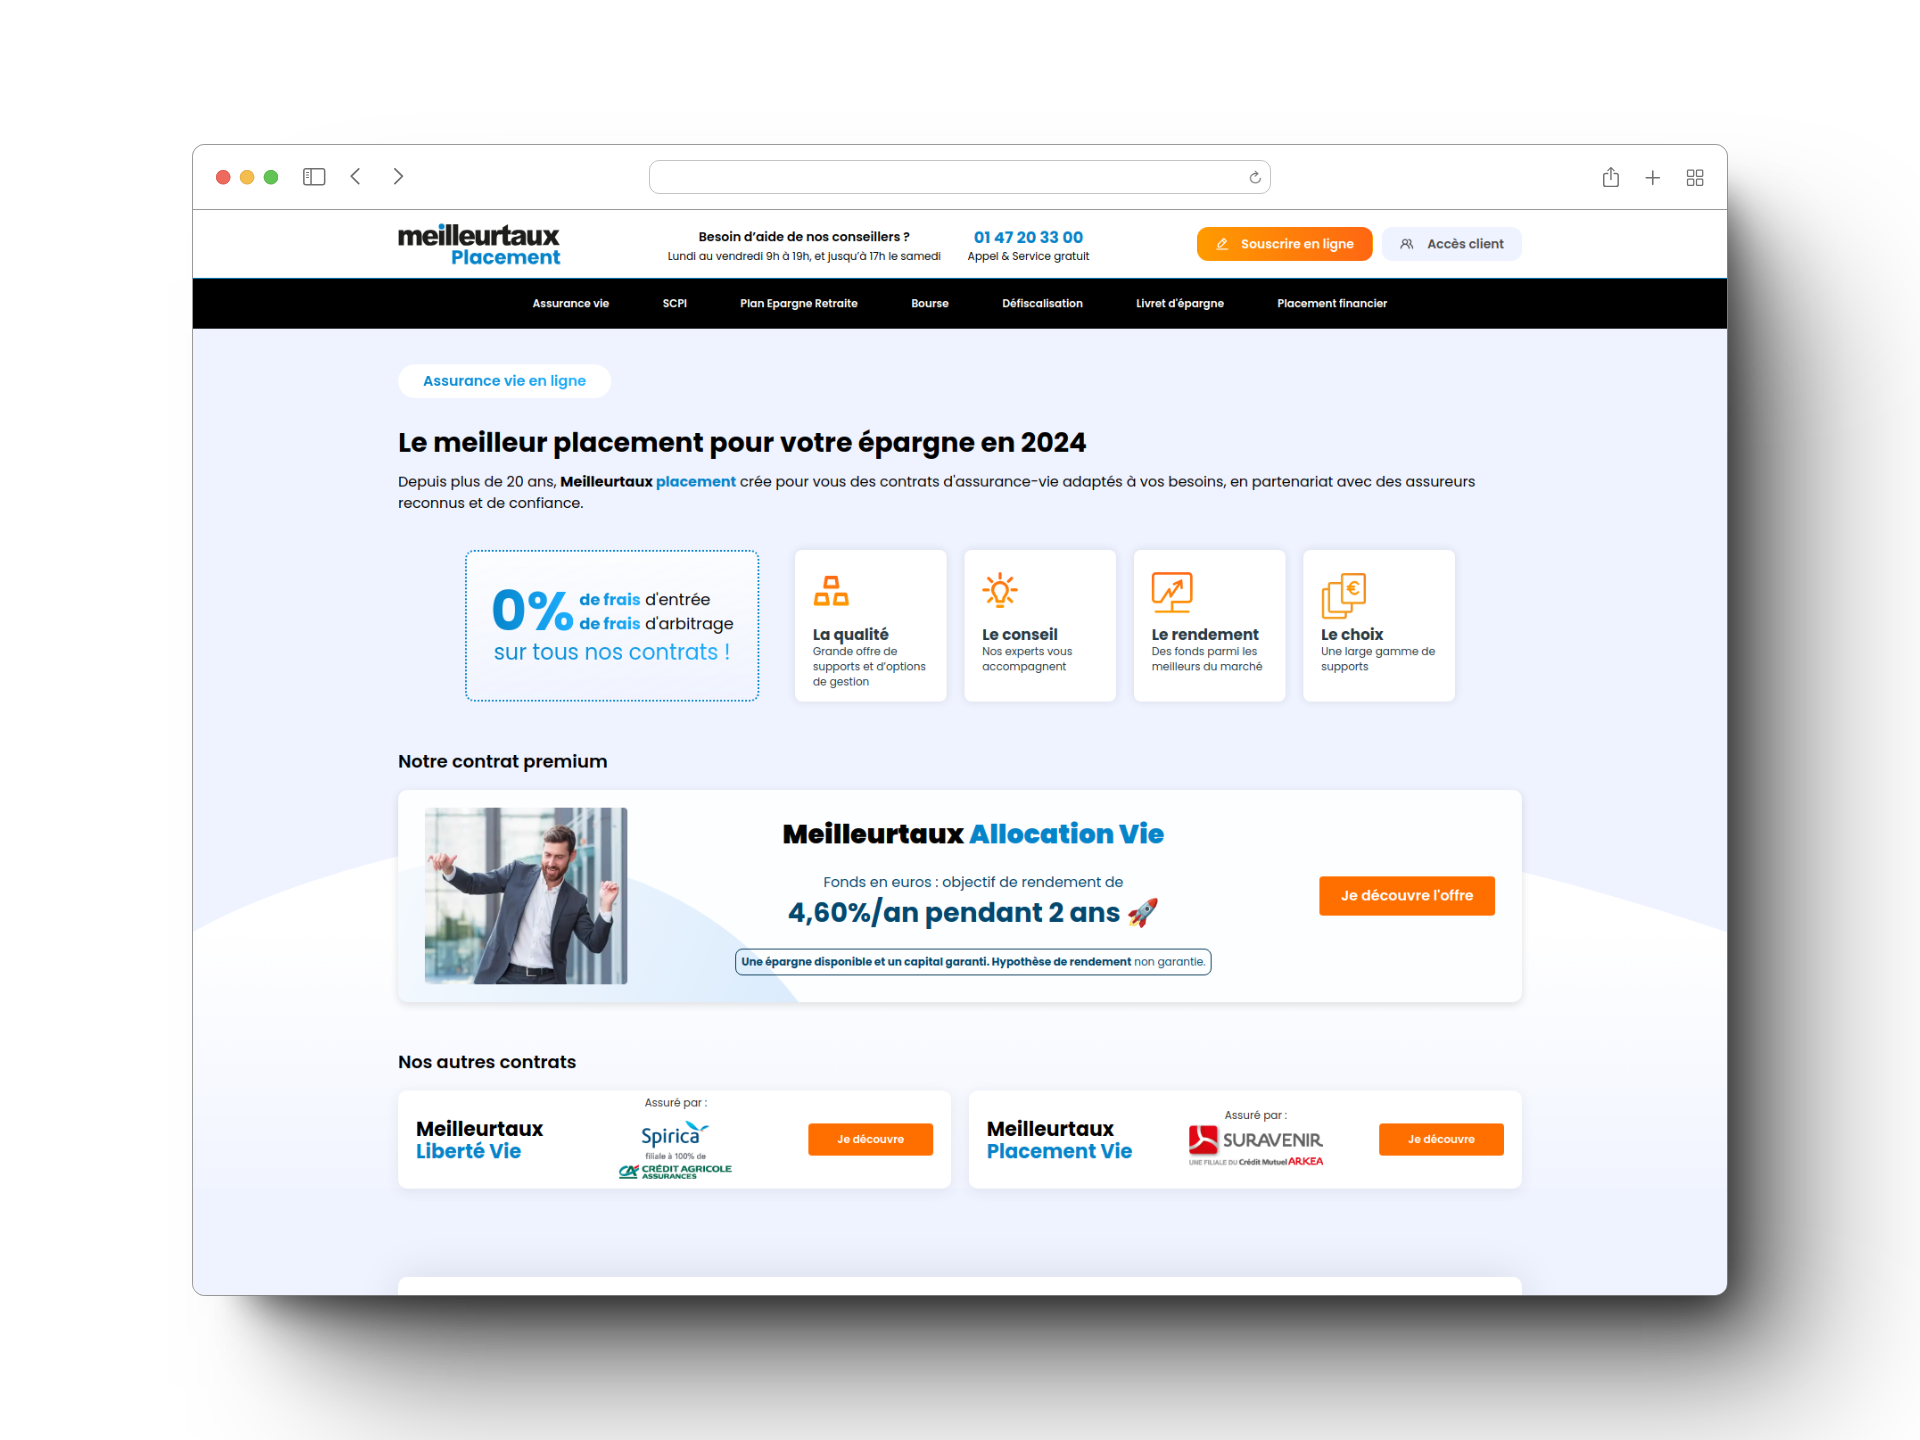 meilleurtaux
Placement
Besoin d’aide de nos conseillers ?
Lundi au vendredi 9h à 19h, et jusqu’à 17h le samedi
01 47 20 33 00
Appel & Service gratuit
Souscrire en ligne
Accès client
Assurance vie
SCPI
Plan Epargne Retraite
Bourse
Défiscalisation
Livret d'épargne
Placement financier
Assurance vie en ligne
Le meilleur placement pour votre épargne en 2024
Depuis plus de 20 ans, Meilleurtaux placement crée pour vous des contrats d'assurance-vie adaptés à vos besoins, en partenariat avec des assureurs
reconnus et de confiance.
0% de frais d'entrée
de frais d'arbitrage
sur tous nos contrats !
La qualité
Grande offre de
supports et d’options
de gestion
Le conseil
Nos experts vous
accompagnent
Le rendement
Des fonds parmi les
meilleurs du marché
€
Le choix
Une large gamme de
supports
Notre contrat premium
Meilleurtaux Allocation Vie
Fonds en euros : objectif de rendement de
4,60%/an pendant 2 ans 🚀
Une épargne disponible et un capital garanti. Hypothèse de rendement non garantie.
Je découvre l'offre
Nos autres contrats
Meilleurtaux
Liberté Vie
Assuré par :
Spirica
filiale à 100% de
CA CRÉDIT AGRICOLE
ASSURANCES
Je découvre
Meilleurtaux
Placement Vie
Assuré par :
SURAVENIR
UNE FILIALE DU Crédit Mutuel ARKEA
Je découvre